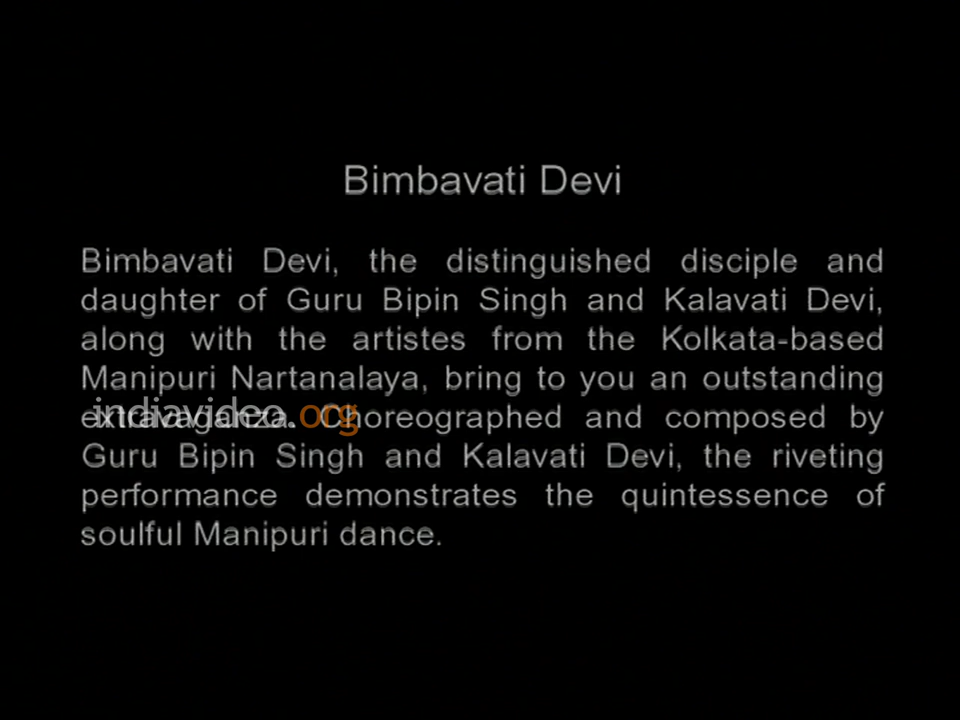 Bimbavati Devi
Bimbavati Devi, the distinguished disciple and
daughter of Guru Bipin Singh and Kalavati Devi,
along with the artistes from the Kolkata-based
Manipuri Nartanalaya, bring to you an outstanding
extravaganza. Choreographed and composed by
indiavideo.org
Guru Bipin Singh and Kalavati Devi, the riveting
performance demonstrates the quintessence of
soulful Manipuri dance.